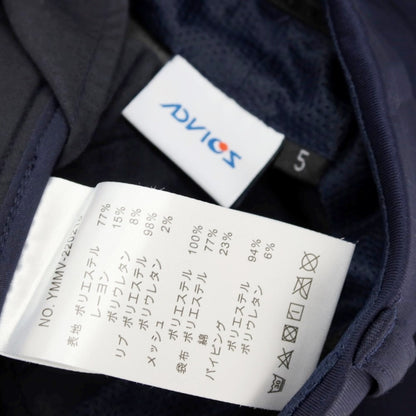 ADVICS
5
NO. YMMV-2202
表地 ポリエステル 77%
レーヨン 15%
ポリウレタン 8%
リブ ポリエステル 98%
ポリウレタン 2%
メッシュ
ポリエステル 100%
袋布 ポリエステル 77%
綿 23%
パイピング
ポリエステル 94%
ポリウレタン 6%